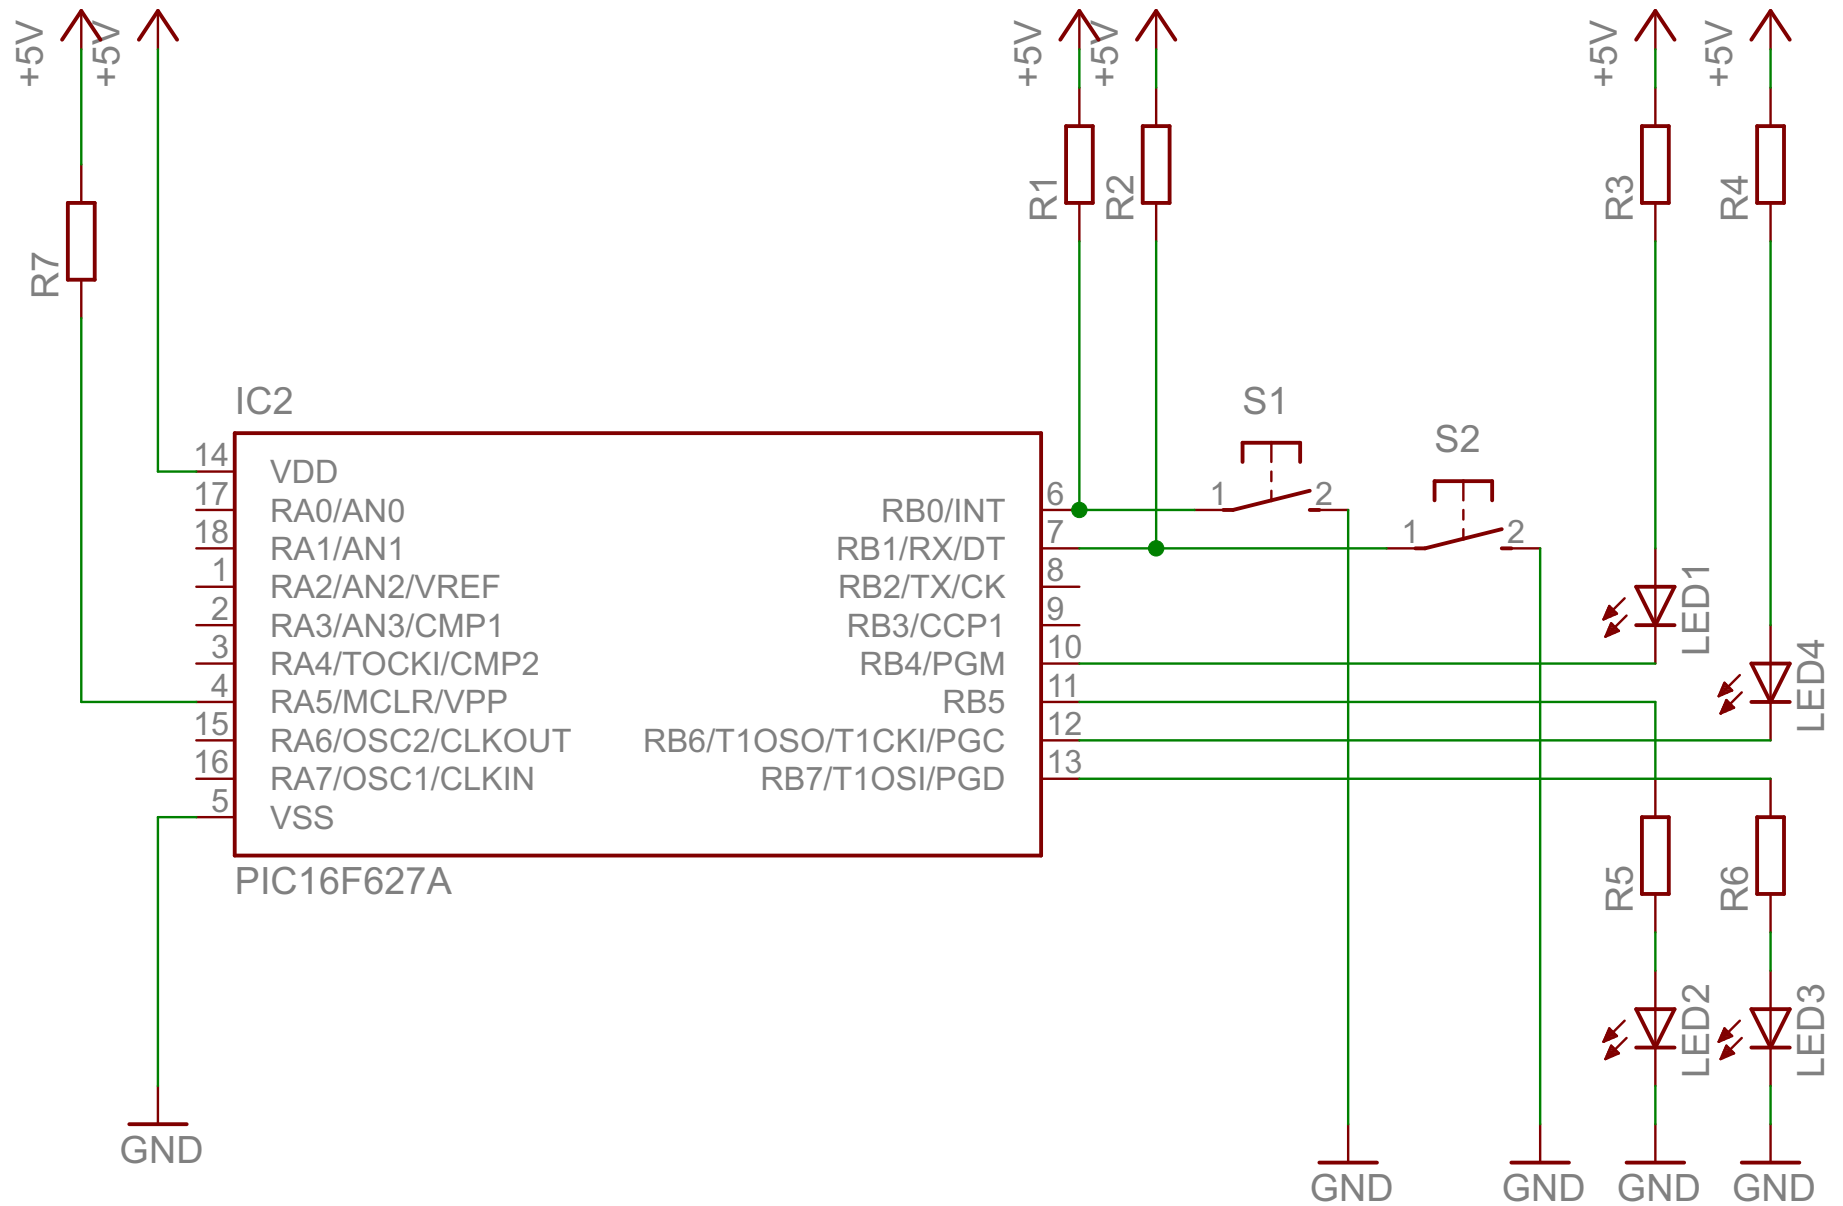 +5V
+5V
+5V
+5V
+5V
+5V
R1
R2
R3
R4
R7
IC2
S1
S2
14 VDD
17 RA0/AN0
18 RA1/AN1
1 RA2/AN2/VREF
2 RA3/AN3/CMP1
3 RA4/TOCKI/CMP2
4 RA5/MCLR/VPP
15 RA6/OSC2/CLKOUT
16 RA7/OSC1/CLKIN
5 VSS
RB0/INT 6
RB1/RX/DT 7
RB2/TX/CK 8
RB3/CCP1 9
RB4/PGM 10
RB5 11
RB6/T1OSO/T1CKI/PGC 12
RB7/T1OSI/PGD 13
1 2
1 2
LED1
LED4
PIC16F627A
R5
R6
LED2
LED3
GND
GND
GND
GND
GND